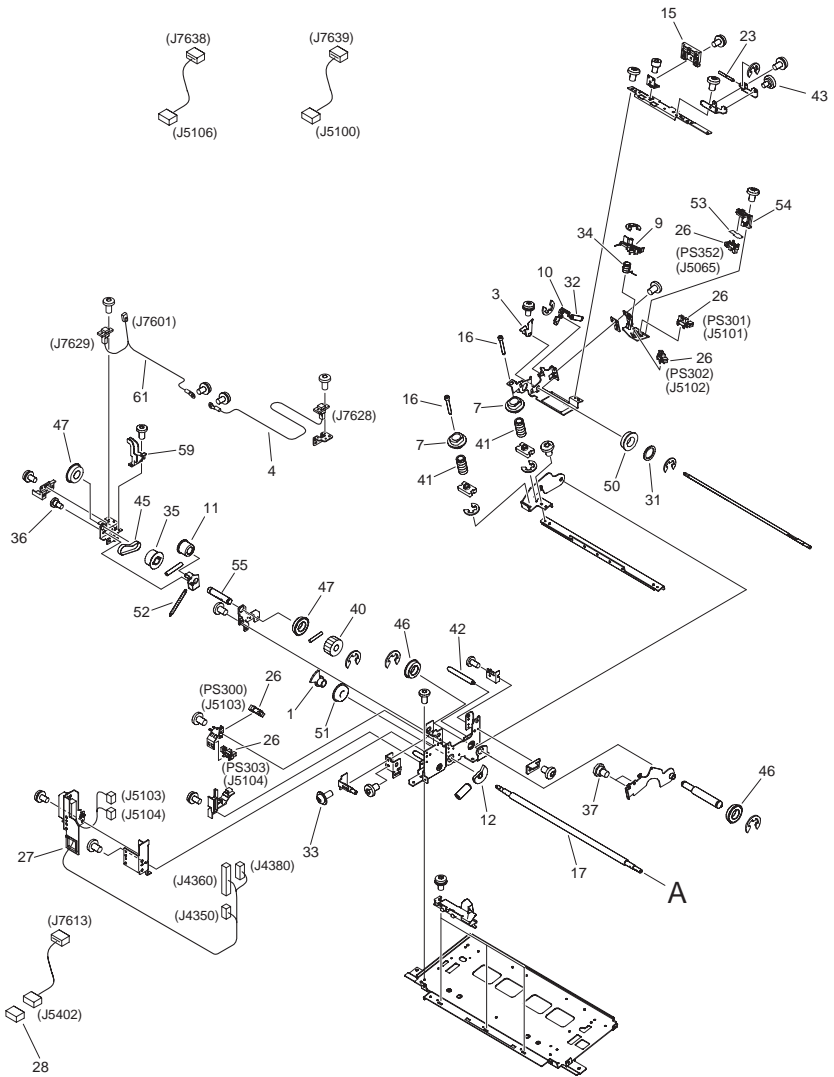 15
23
43
(J7638)
(J7639)
(J5106)
(J5100)
53
54
9
26
(PS352)
(J5065)
34
10
32
3
26
(PS301)
(J5101)
16
26
(PS302)
(J5102)
(J7601)
(J7629)
61
(J7628)
16
7
47
59
4
7
41
41
50
31
45
35
11
36
55
47
40
46
42
52
26
(PS300)
(J5103)
1
51
26
(PS303)
(J5104)
46
37
12
(J5103)
(J5104)
33
17
A
27
(J4380)
(J4360)
(J4350)
(J7613)
(J5402)
28